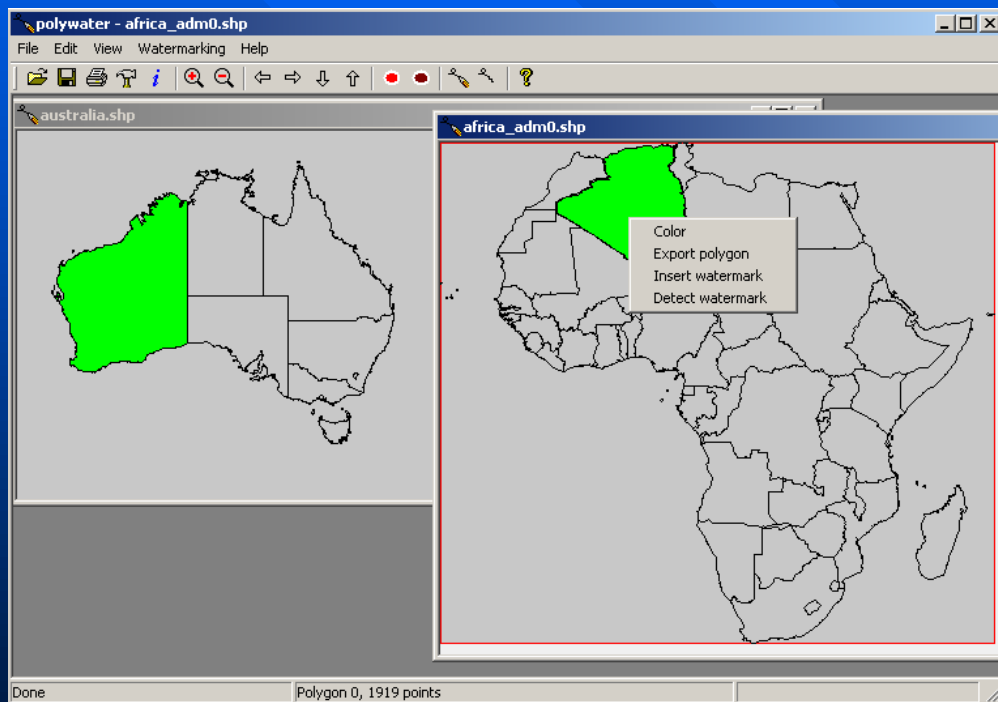 polywater - africa_adm0.shp
File Edit View Watermarking Help
australia.shp
africa_adm0.shp
Color
Export polygon
Insert watermark
Detect watermark
Done
Polygon 0, 1919 points